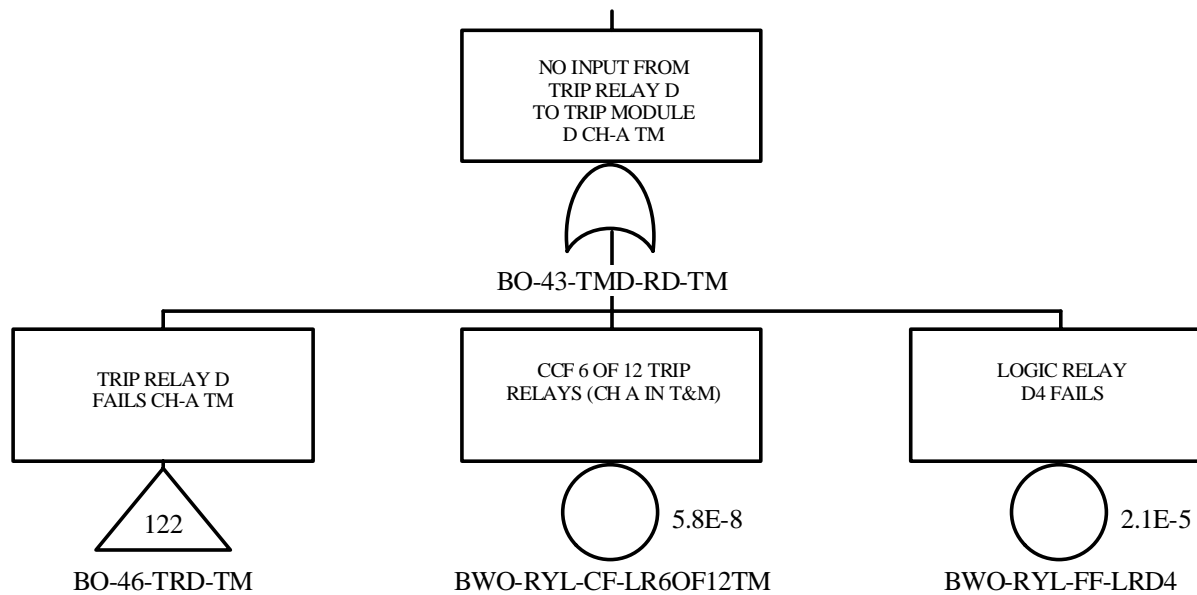 NO INPUT FROM
TRIP RELAY D
TO TRIP MODULE
D CH-A TM
BO-43-TMD-RD-TM
TRIP RELAY D
FAILS CH-A TM
122
BO-46-TRD-TM
CCF 6 OF 12 TRIP
RELAYS (CH A IN T&M)
5.8E-8
BWO-RYL-CF-LR6OF12TM
LOGIC RELAY
D4 FAILS
2.1E-5
BWO-RYL-FF-LRD4